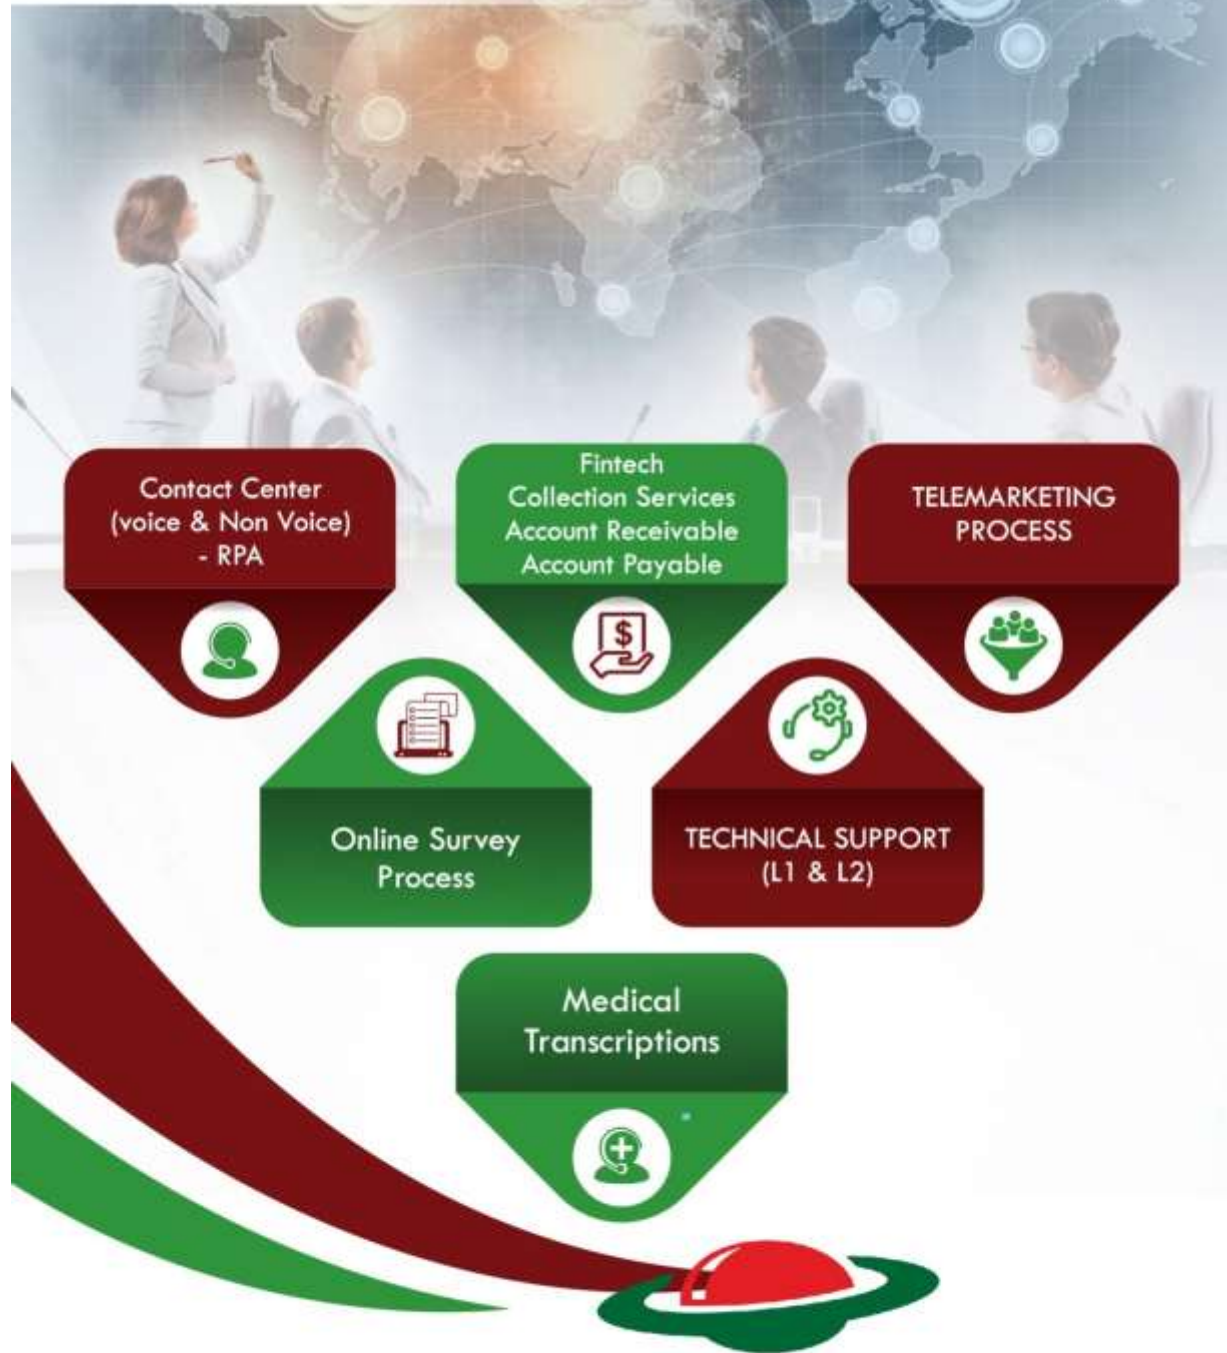 Contact Center
(voice & Non Voice)
- RPA
Fintech
Collection Services
Account Receivable
Account Payable
TELEMARKETING
PROCESS
$
Online Survey
Process
TECHNICAL SUPPORT
(L1 & L2)
Medical
Transcriptions